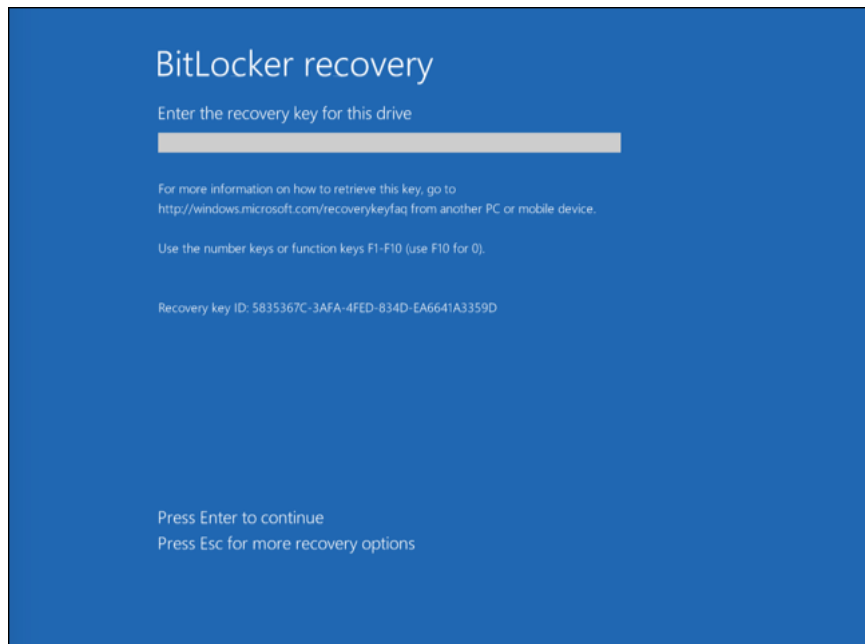 BitLocker recovery
Enter the recovery key for this drive
For more information on how to retrieve this key, go to
http://windows.microsoft.com/recoverykeyfaq from another PC or mobile device.
Use the number keys or function keys F1-F10 (use F10 for 0).
Recovery key ID: 5835367C-3AFA-4FED-834D-EA6641A3359D
Press Enter to continue
Press Esc for more recovery options